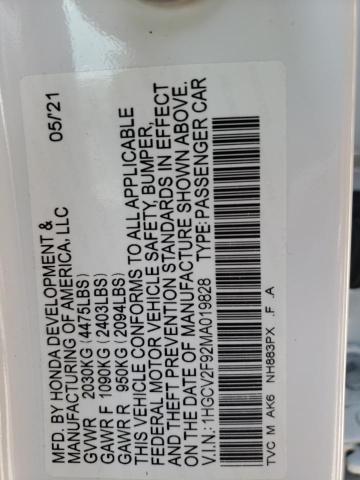 MFD. BY HONDA DEVELOPMENT & 05/'21
MANUFACTURING OF AMERICA, LLC
GVWR 2030KG (4475LBS)
GAWR F 1090KG (2403LBS)
GAWR R 950KG (2094LBS)
THIS VEHICLE CONFORMS TO ALL APPLICABLE
FEDERAL MOTOR VEHICLE SAFETY, BUMPER,
AND THEFT PREVENTION STANDARDS IN EFFECT
ON THE DATE OF MANUFACTURE SHOWN ABOVE.
V.I.N.: 1HGCV2F92MA019828 TYPE: PASSENGER CAR
TVC M AK6 NH883PX .F .A